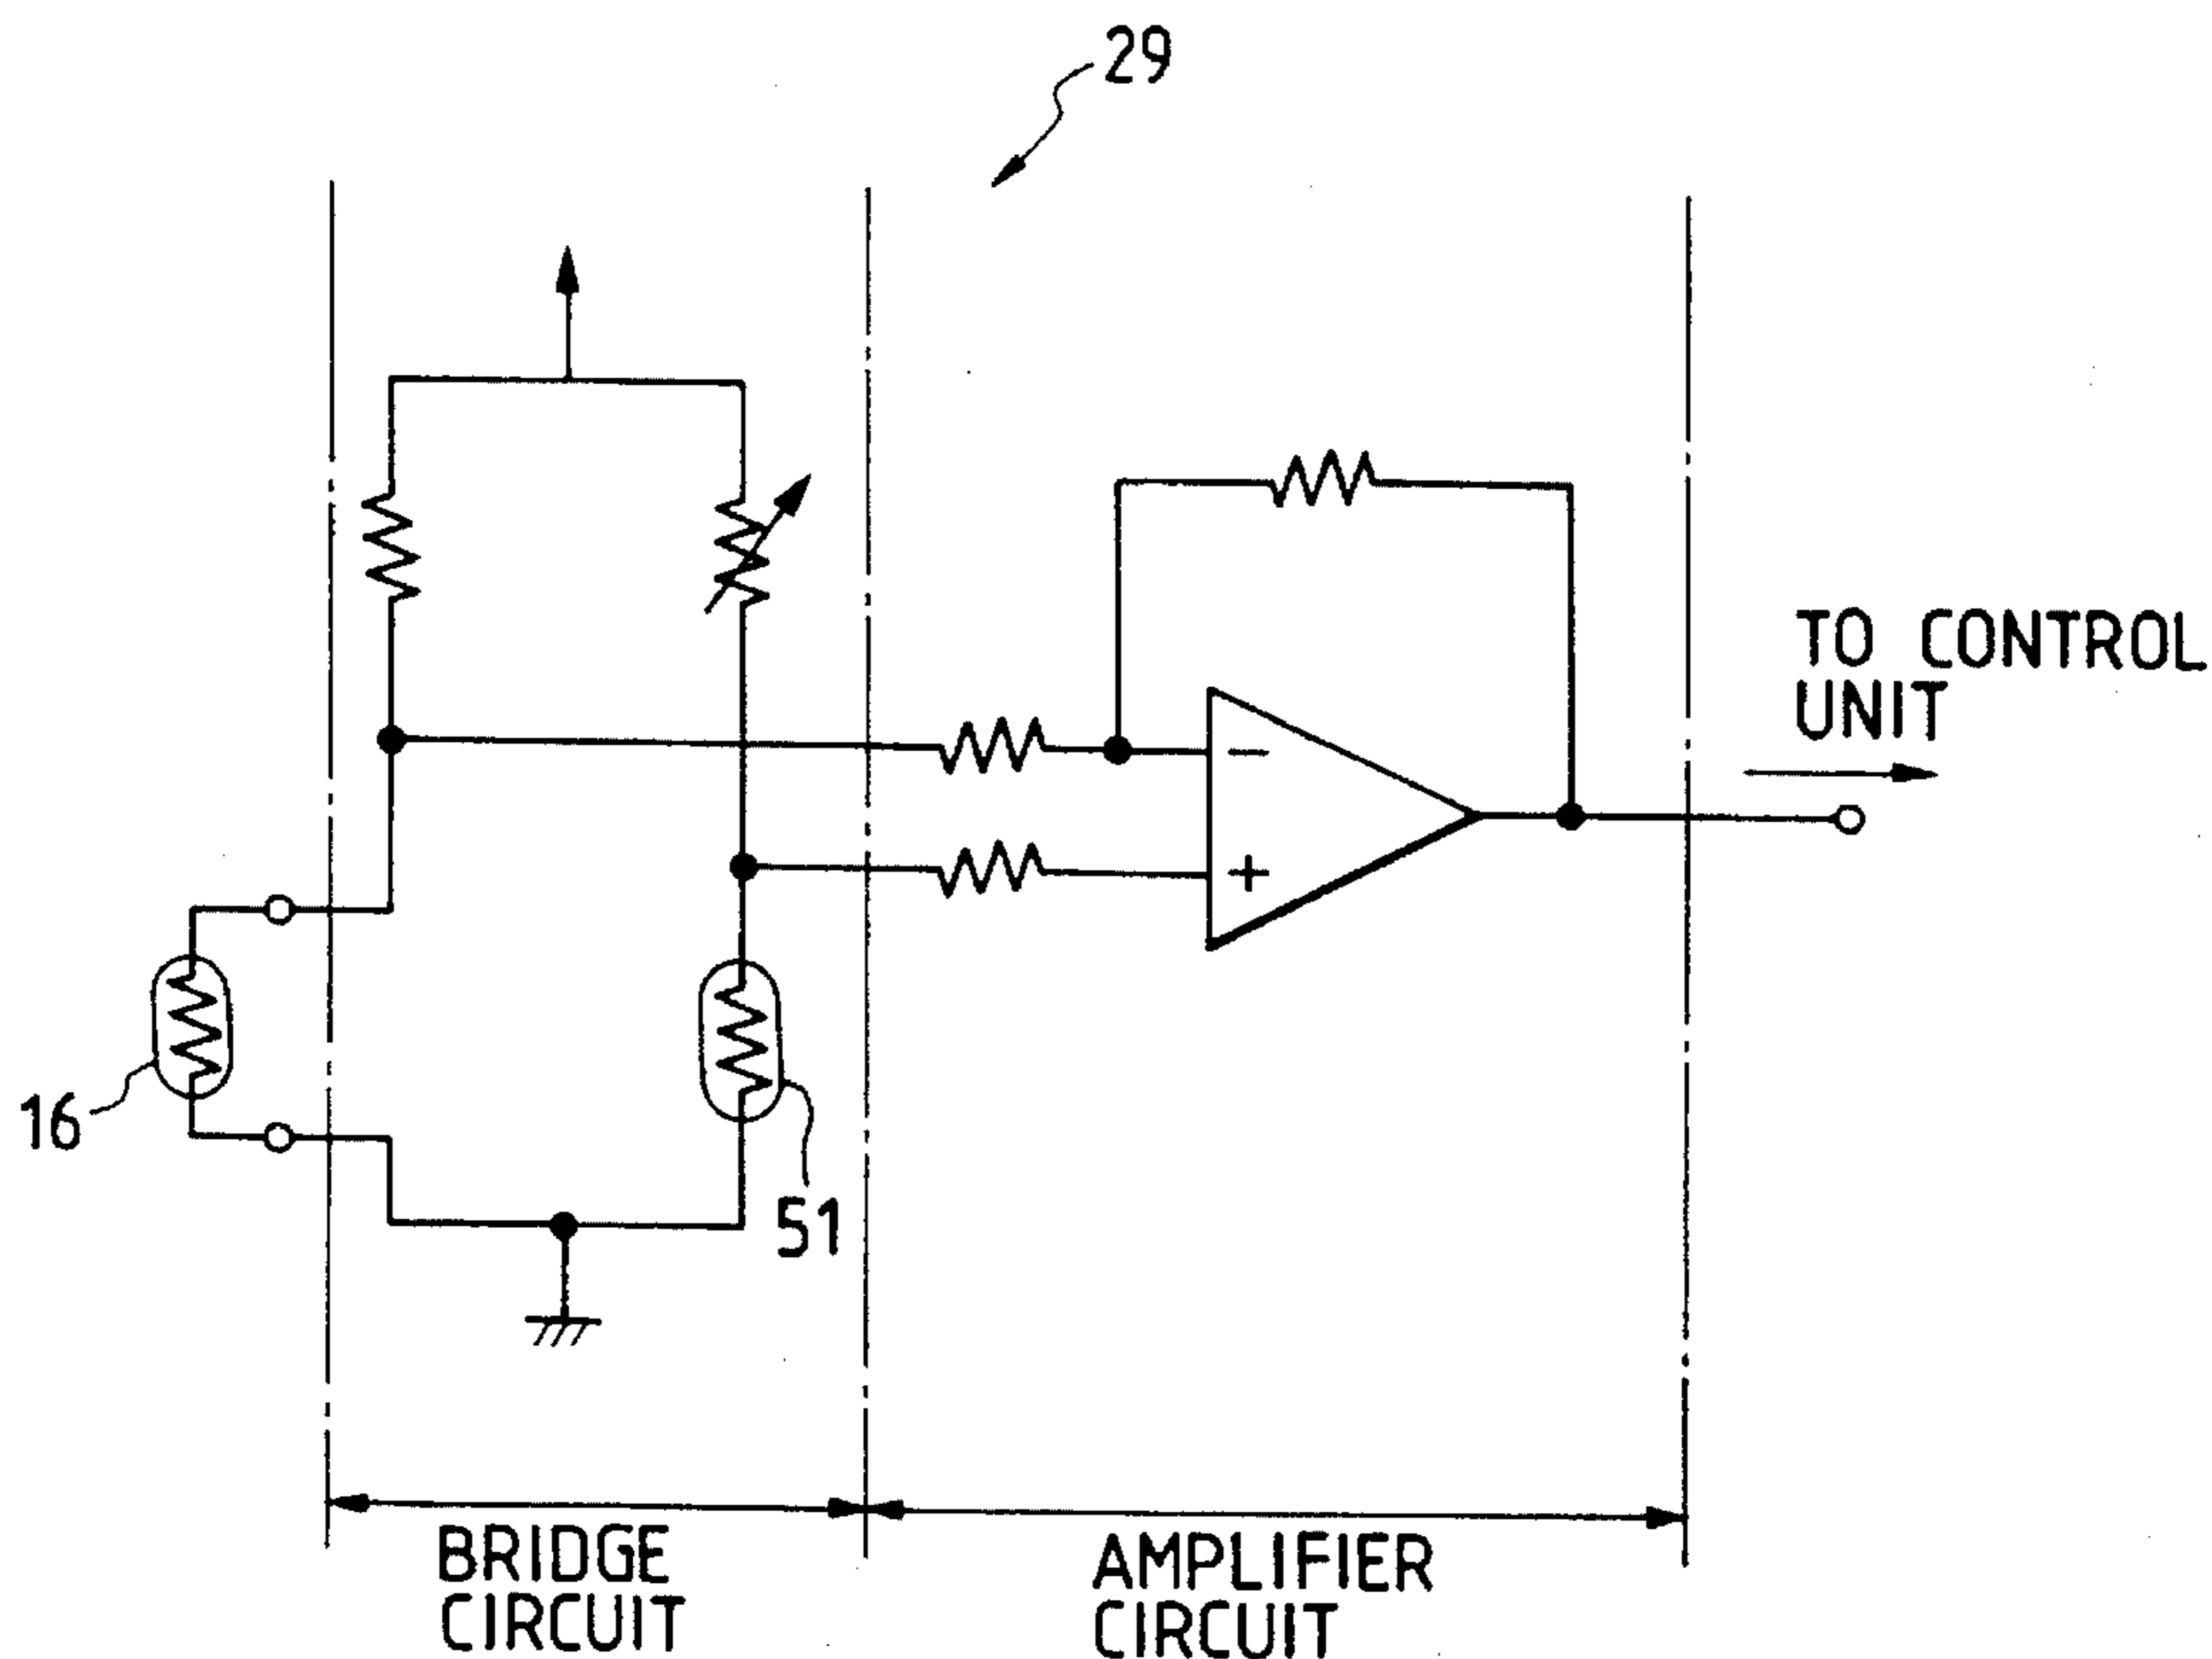 29
TO CONTROL
UNIT
−
+
16
51
BRIDGE
CIRCUIT
AMPLIFIER
CIRCUIT